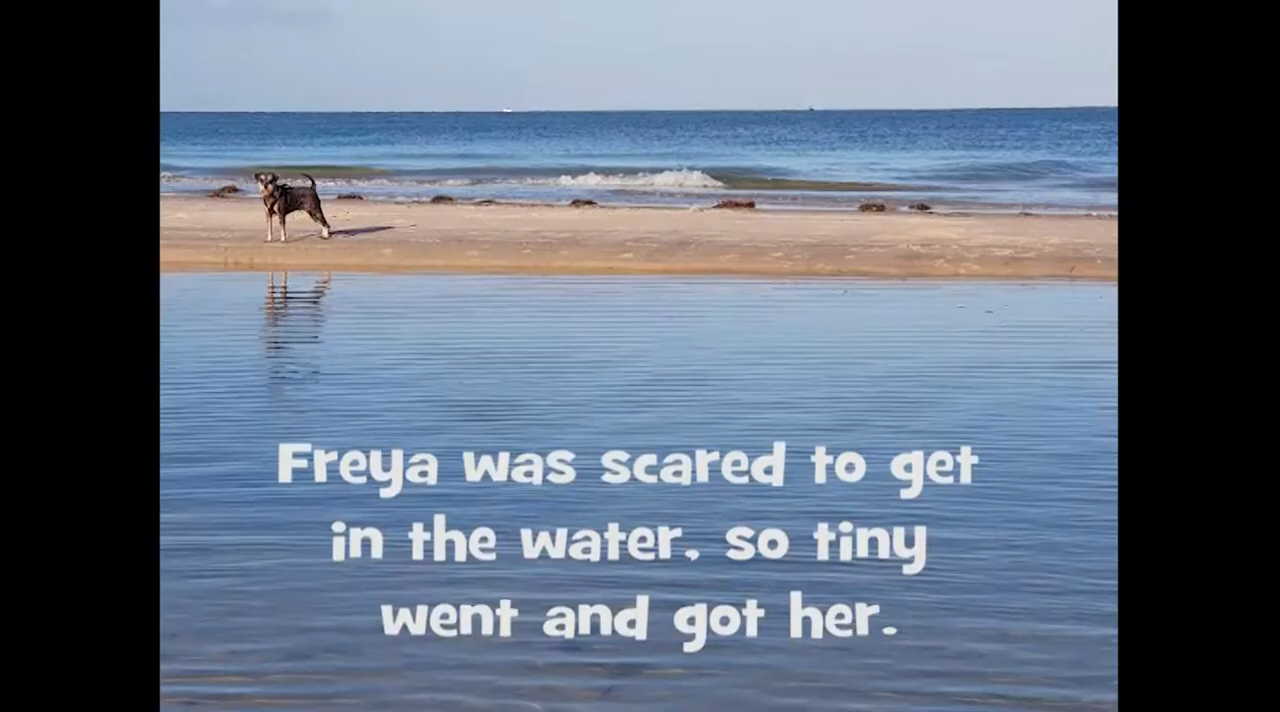 Freya was scared to get
in the water, so tiny
went and got her.